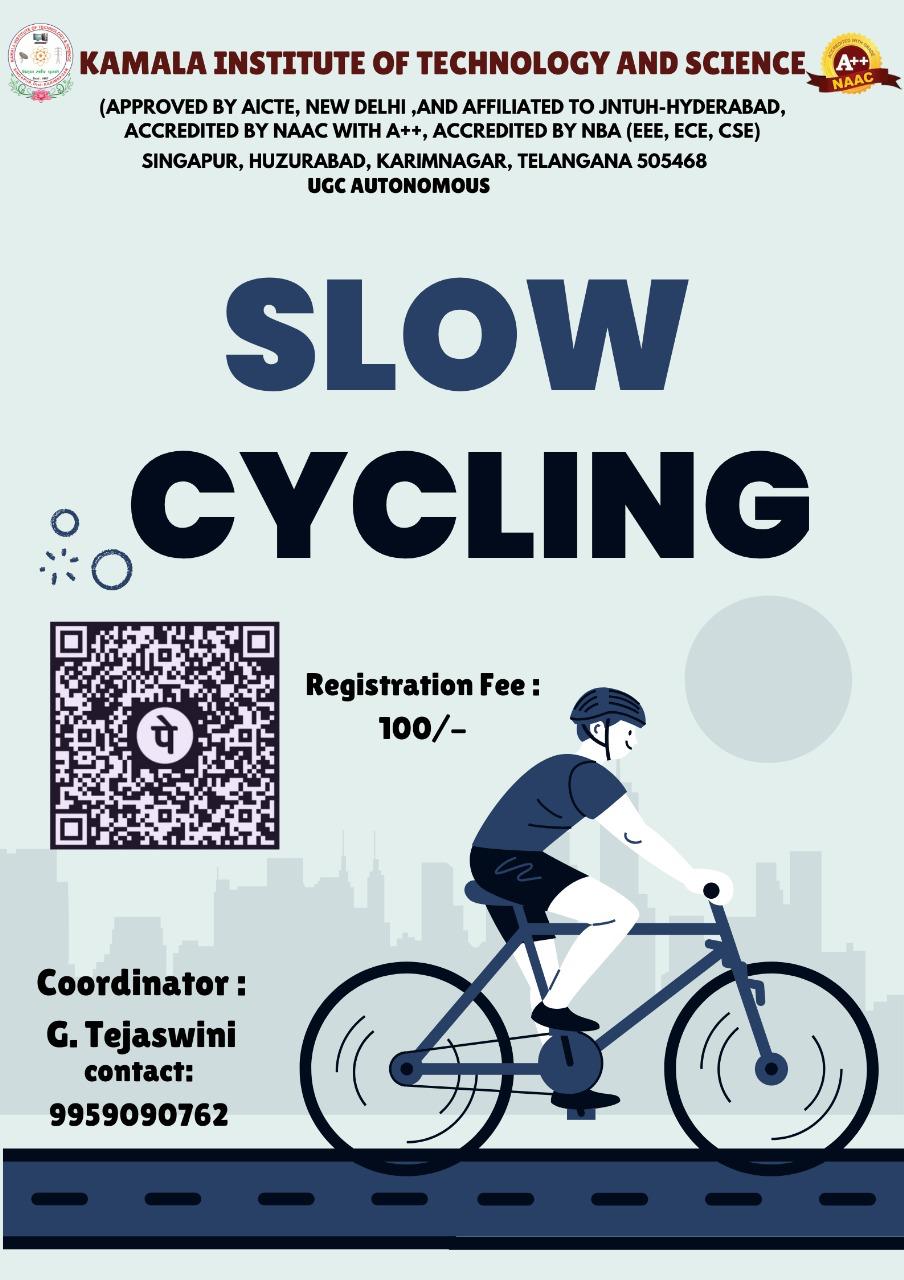 KAMALA INSTITUTE OF TECHNOLOGY AND SCIENCE
A++
NAAC
(APPROVED BY AICTE, NEW DELHI ,AND AFFILIATED TO JNTUH-HYDERABAD,
ACCREDITED BY NAAC WITH A++, ACCREDITED BY NBA (EEE, ECE, CSE)
SINGAPUR, HUZURABAD, KARIMNAGAR, TELANGANA 505468
UGC AUTONOMOUS
SLOW
CYCLING
पे
Registration Fee :
100/-
Coordinator :
G. Tejaswini
contact:
9959090762